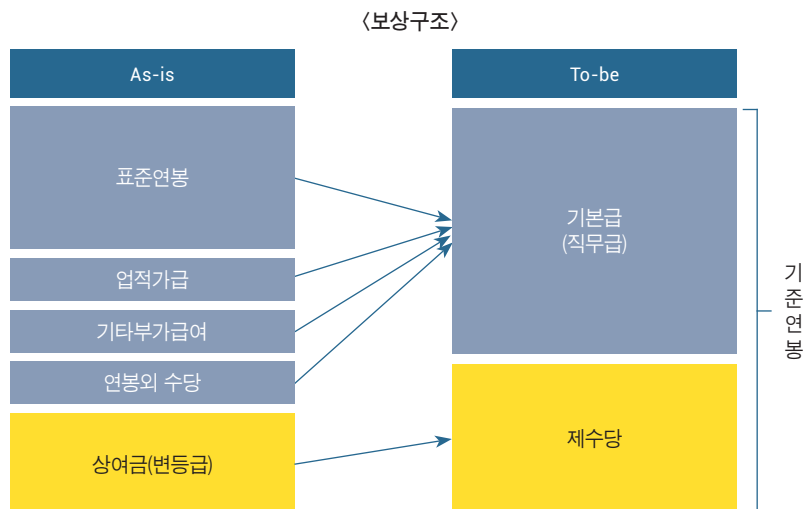 〈보상구조〉
As-is
To-be
표준연봉
업적가급
기타부가급여
연봉외 수당
상여금(변등급)
기본급
(직무급)
제수당
기준연봉